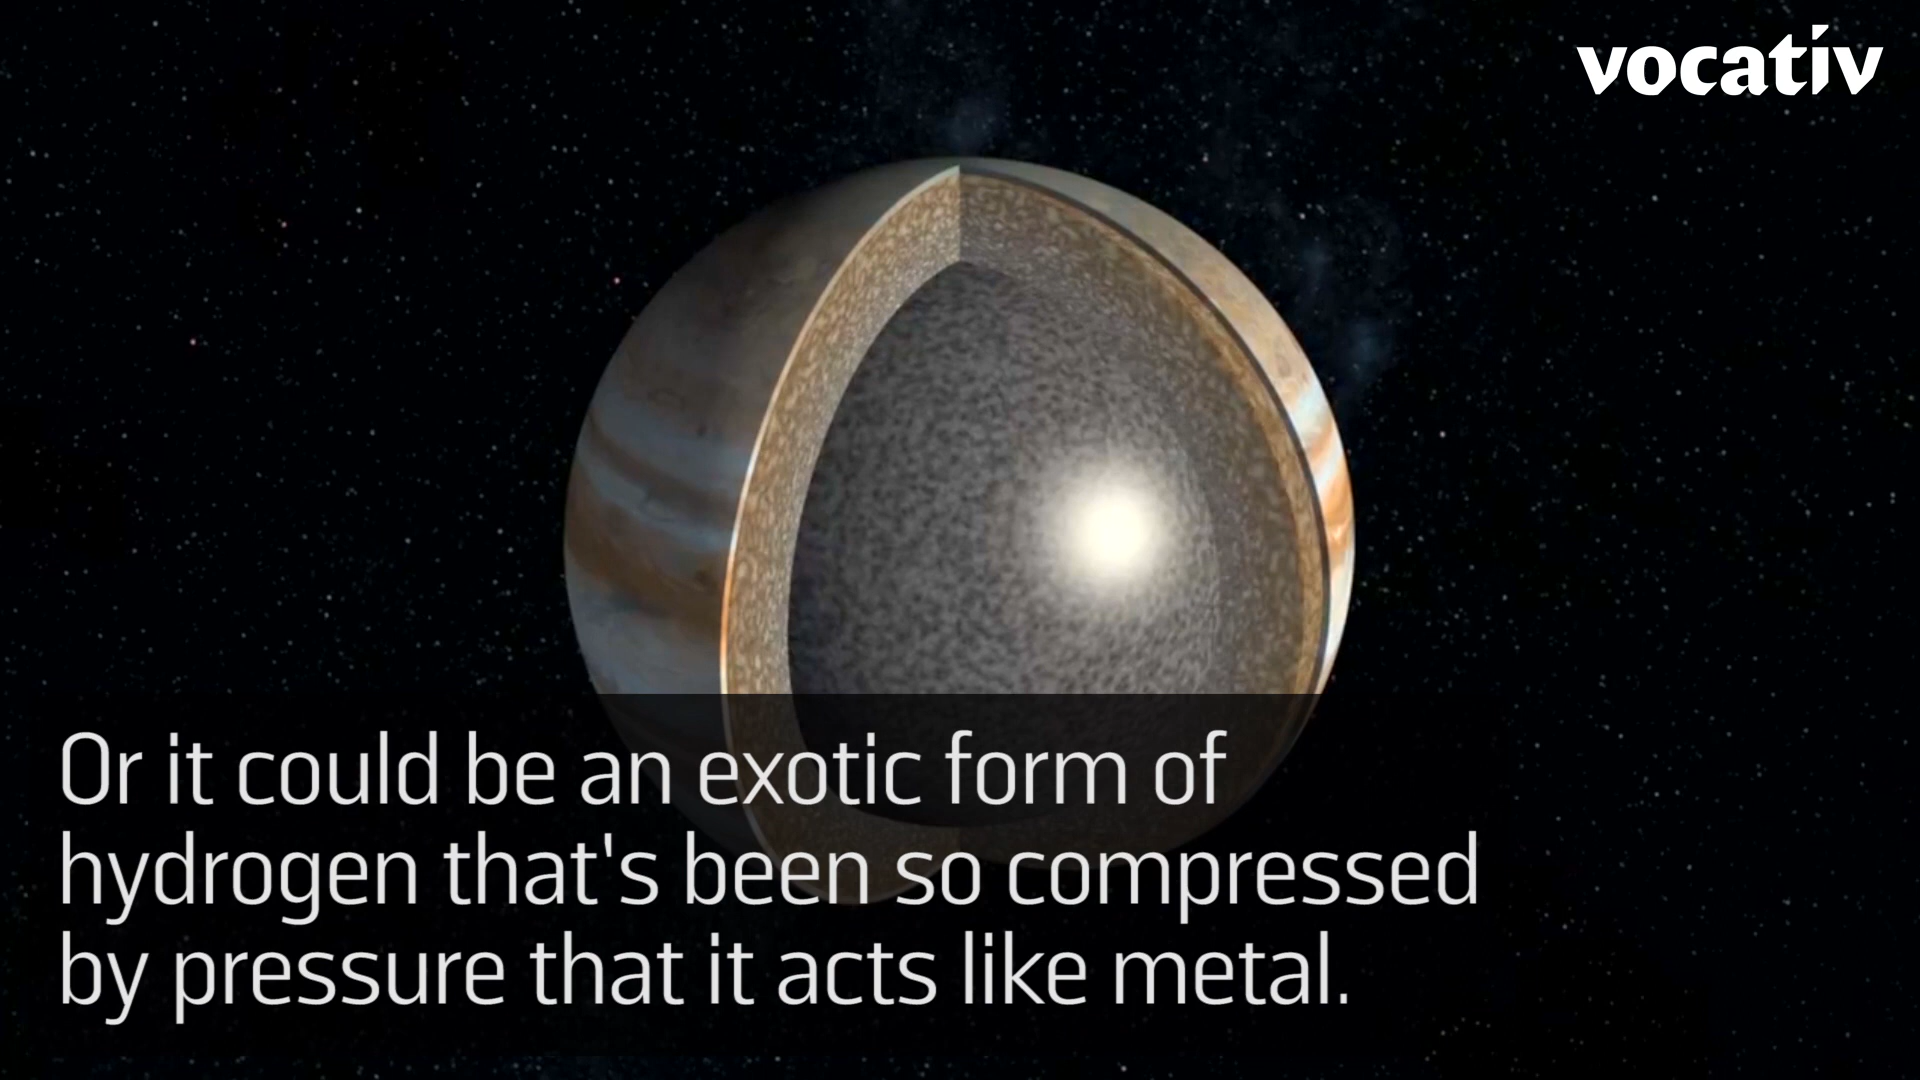 vocativ
Or it could be an exotic form of
hydrogen that's been so compressed
by pressure that it acts like metal.